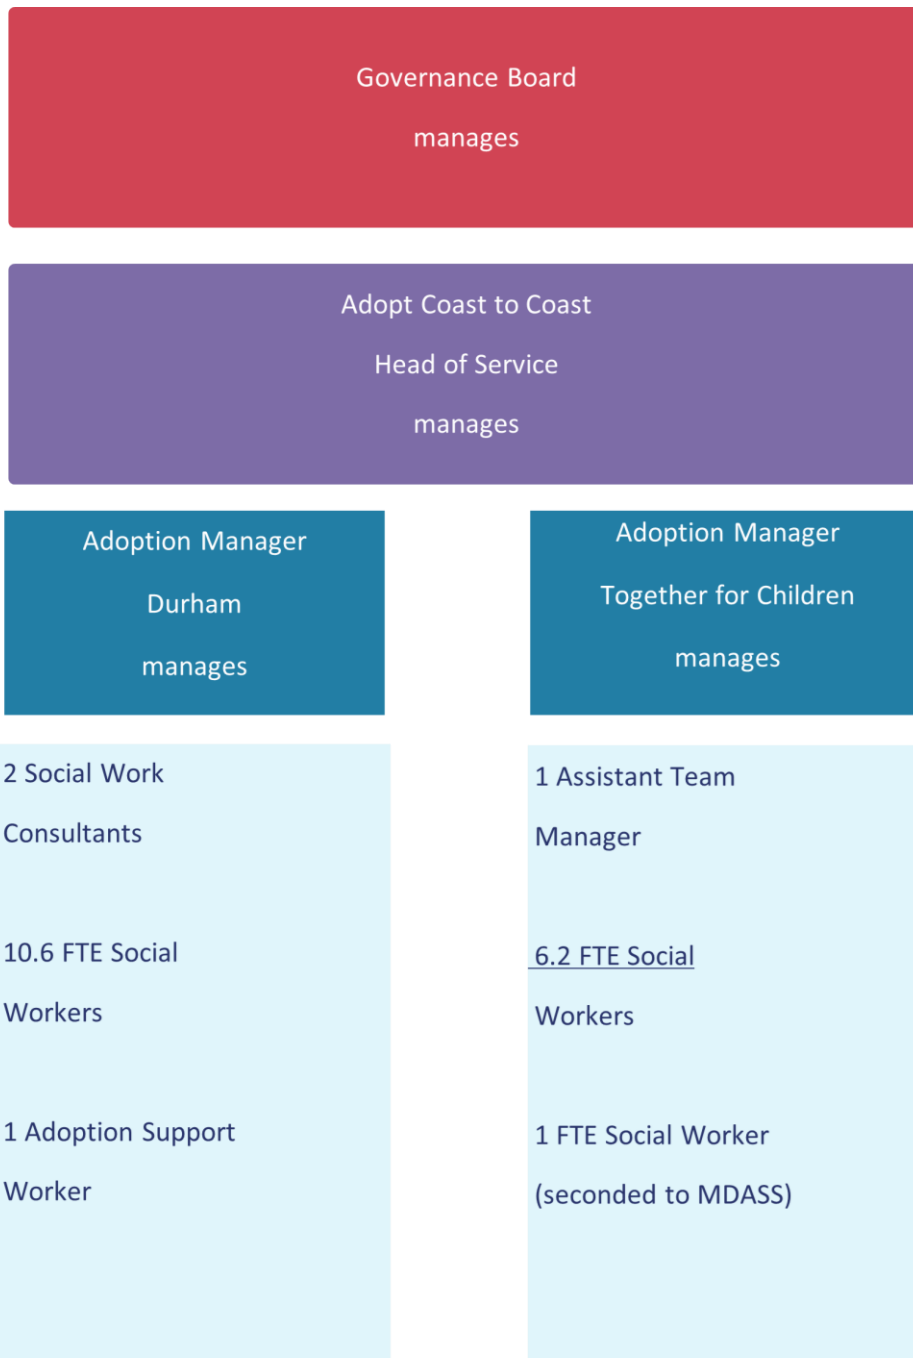 Governance Board
manages
Adopt Coast to Coast
Head of Service
manages
Adoption Manager
Durham
manages
Adoption Manager
Together for Children
manages
2 Social Work
Consultants
10.6 FTE Social
Workers
1 Adoption Support
Worker
1 Assistant Team
Manager
6.2 FTE Social
Workers
1 FTE Social Worker
(seconded to MDASS)